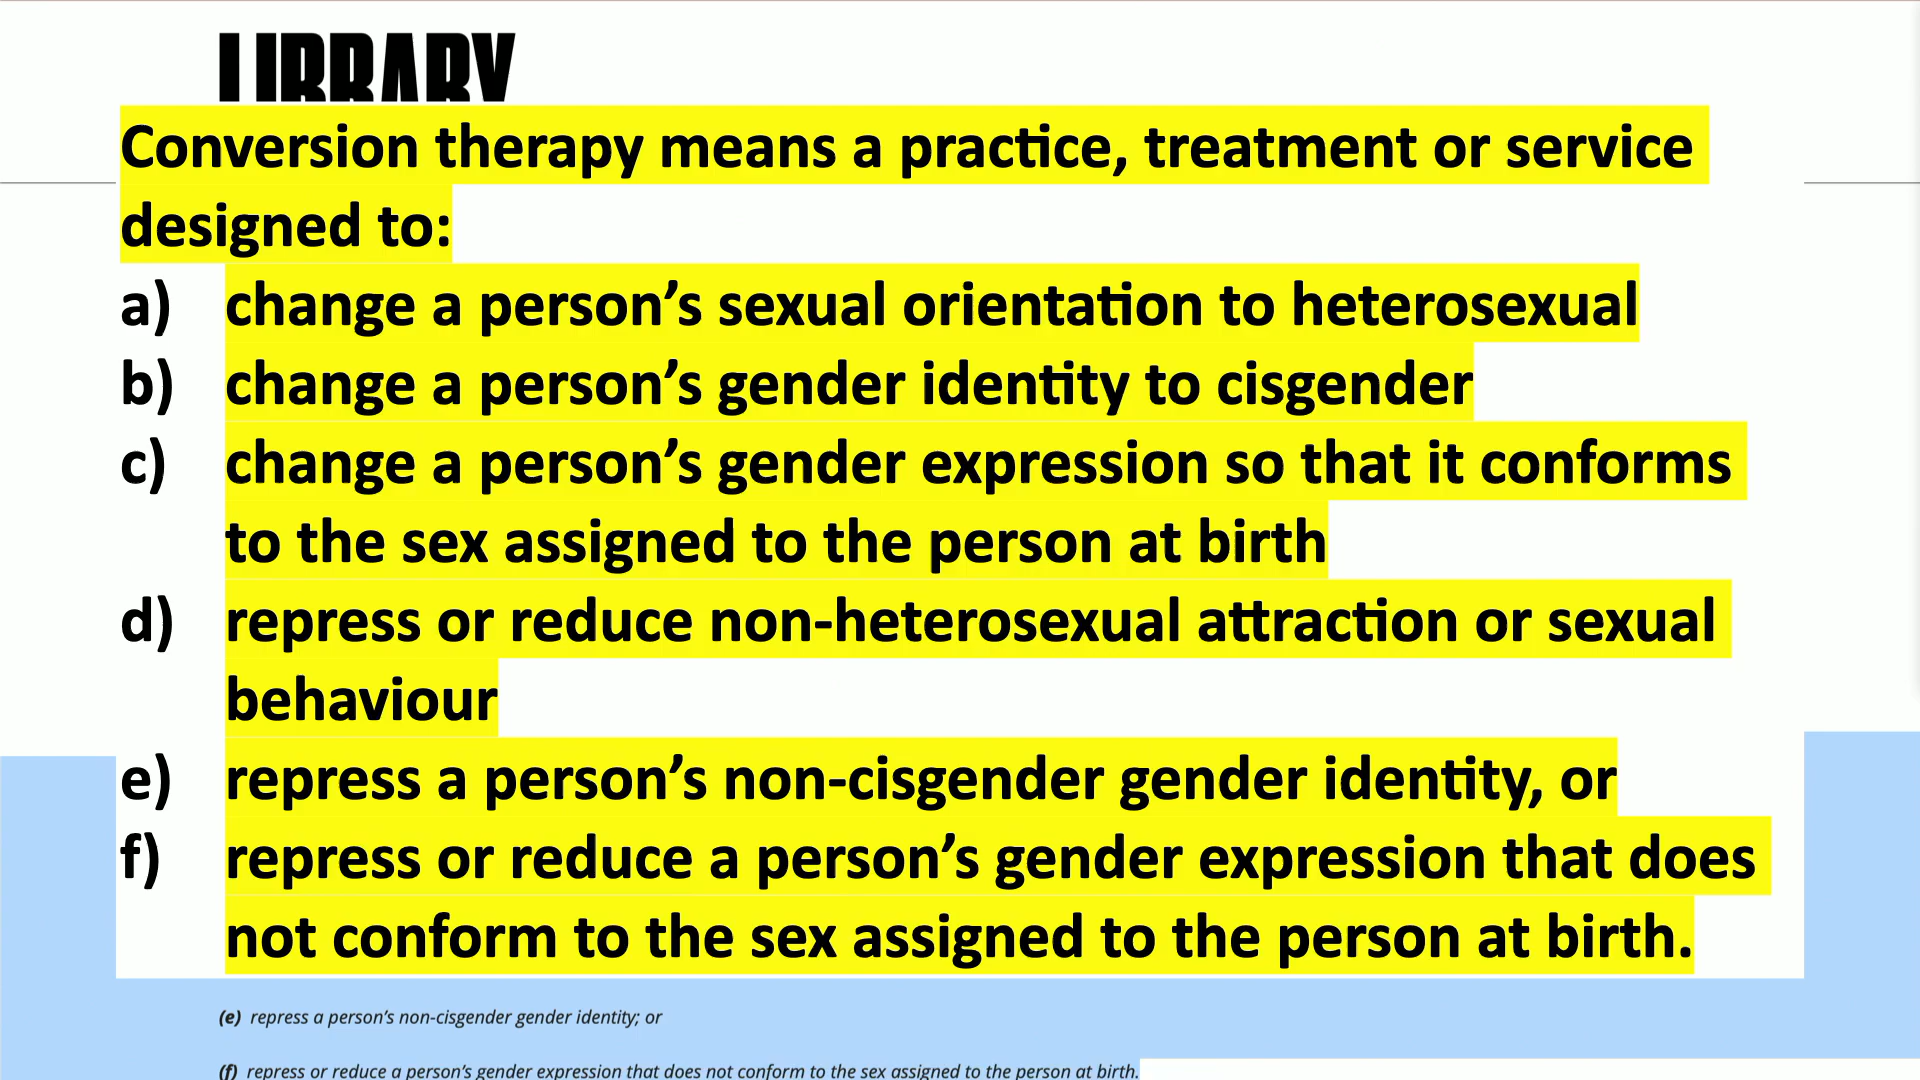 LIBRARY
Conversion therapy means a practice, treatment or service
designed to:
a) change a person’s sexual orientation to heterosexual
b) change a person’s gender identity to cisgender
c) change a person’s gender expression so that it conforms
to the sex assigned to the person at birth
d) repress or reduce non-heterosexual attraction or sexual
behaviour
e) repress a person’s non-cisgender gender identity, or
f) repress or reduce a person’s gender expression that does
not conform to the sex assigned to the person at birth.
(e) repress a person’s non-cisgender gender identity; or
(f) repress or reduce a person’s gender expression that does not conform to the sex assigned to the person at birth.